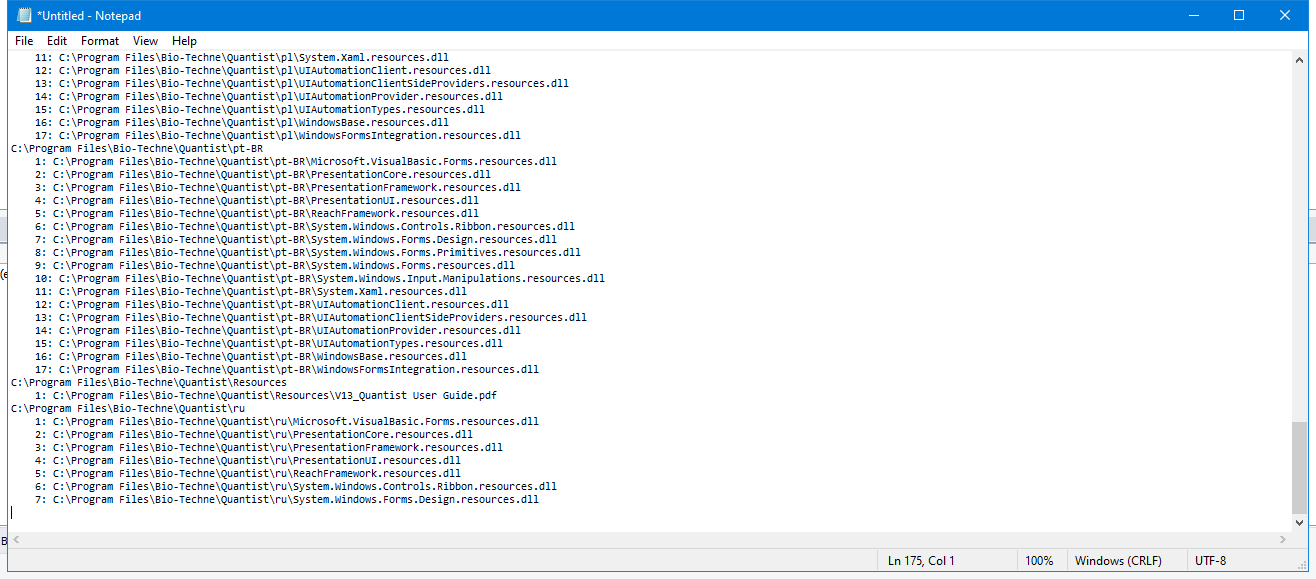 *Untitled - Notepad
File Edit Format View Help
11: C:\Program Files\Bio-Techne\Quantist\pl\System.Xaml.resources.dll
12: C:\Program Files\Bio-Techne\Quantist\pl\UIAutomationClient.resources.dll
13: C:\Program Files\Bio-Techne\Quantist\pl\UIAutomationClientSideProviders.resources.dll
14: C:\Program Files\Bio-Techne\Quantist\pl\UIAutomationProvider.resources.dll
15: C:\Program Files\Bio-Techne\Quantist\pl\UIAutomationTypes.resources.dll
16: C:\Program Files\Bio-Techne\Quantist\pl\WindowsBase.resources.dll
17: C:\Program Files\Bio-Techne\Quantist\pl\WindowsFormsIntegration.resources.dll
C:\Program Files\Bio-Techne\Quantist\pt-BR
1: C:\Program Files\Bio-Techne\Quantist\pt-BR\Microsoft.VisualBasic.Forms.resources.dll
2: C:\Program Files\Bio-Techne\Quantist\pt-BR\PresentationCore.resources.dll
3: C:\Program Files\Bio-Techne\Quantist\pt-BR\PresentationFramework.resources.dll
4: C:\Program Files\Bio-Techne\Quantist\pt-BR\PresentationUI.resources.dll
5: C:\Program Files\Bio-Techne\Quantist\pt-BR\ReachFramework.resources.dll
6: C:\Program Files\Bio-Techne\Quantist\pt-BR\System.Windows.Controls.Ribbon.resources.dll
7: C:\Program Files\Bio-Techne\Quantist\pt-BR\System.Windows.Forms.Design.resources.dll
8: C:\Program Files\Bio-Techne\Quantist\pt-BR\System.Windows.Forms.Primitives.resources.dll
9: C:\Program Files\Bio-Techne\Quantist\pt-BR\System.Windows.Forms.resources.dll
10: C:\Program Files\Bio-Techne\Quantist\pt-BR\System.Windows.Input.Manipulations.resources.dll
11: C:\Program Files\Bio-Techne\Quantist\pt-BR\System.Xaml.resources.dll
12: C:\Program Files\Bio-Techne\Quantist\pt-BR\UIAutomationClient.resources.dll
13: C:\Program Files\Bio-Techne\Quantist\pt-BR\UIAutomationClientSideProviders.resources.dll
14: C:\Program Files\Bio-Techne\Quantist\pt-BR\UIAutomationProvider.resources.dll
15: C:\Program Files\Bio-Techne\Quantist\pt-BR\UIAutomationTypes.resources.dll
16: C:\Program Files\Bio-Techne\Quantist\pt-BR\WindowsBase.resources.dll
17: C:\Program Files\Bio-Techne\Quantist\pt-BR\WindowsFormsIntegration.resources.dll
C:\Program Files\Bio-Techne\Quantist\Resources
1: C:\Program Files\Bio-Techne\Quantist\Resources\V13_Quantist User Guide.pdf
C:\Program Files\Bio-Techne\Quantist\ru
1: C:\Program Files\Bio-Techne\Quantist\ru\Microsoft.VisualBasic.Forms.resources.dll
2: C:\Program Files\Bio-Techne\Quantist\ru\PresentationCore.resources.dll
3: C:\Program Files\Bio-Techne\Quantist\ru\PresentationFramework.resources.dll
4: C:\Program Files\Bio-Techne\Quantist\ru\PresentationUI.resources.dll
5: C:\Program Files\Bio-Techne\Quantist\ru\ReachFramework.resources.dll
6: C:\Program Files\Bio-Techne\Quantist\ru\System.Windows.Controls.Ribbon.resources.dll
7: C:\Program Files\Bio-Techne\Quantist\ru\System.Windows.Forms.Design.resources.dll
Ln 175, Col 1 100% Windows (CRLF) UTF-8